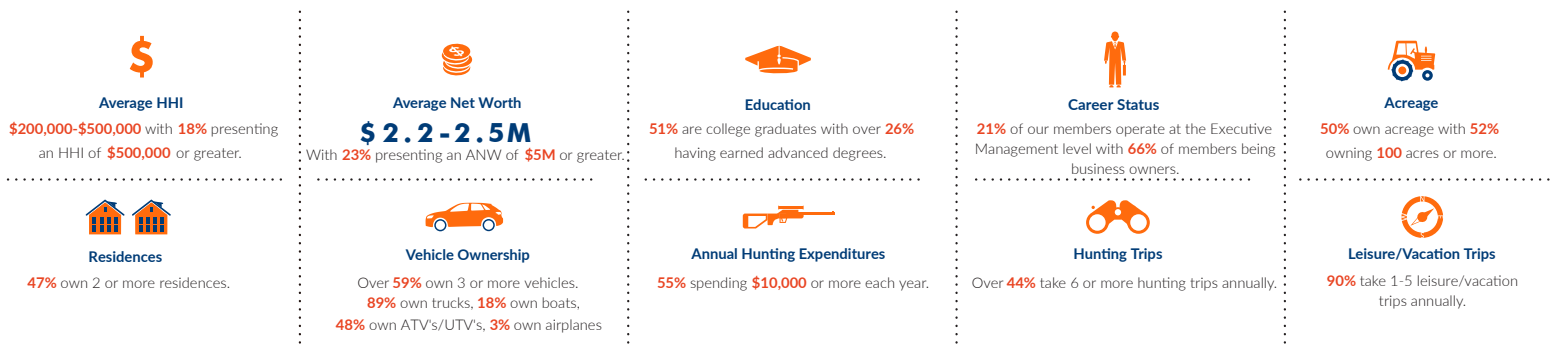 Average HHI
$200,000-$500,000 with 18% presenting
an HHI of $500,000 or greater.
Average Net Worth
$2.2-2.5M
With 23% presenting an ANW of $5M or greater.
Education
51% are college graduates with over 26%
having earned advanced degrees.
Career Status
21% of our members operate at the Executive
Management level with 66% of members being
business owners.
Acreage
50% own acreage with 52%
owning 100 acres or more.
Residences
47% own 2 or more residences.
Vehicle Ownership
Over 59% own 3 or more vehicles.
89% own trucks, 18% own boats,
48% own ATV's/UTV's, 3% own airplanes
Annual Hunting Expenditures
55% spending $10,000 or more each year.
Hunting Trips
Over 44% take 6 or more hunting trips annually.
Leisure/Vacation Trips
90% take 1-5 leisure/vacation
trips annually.